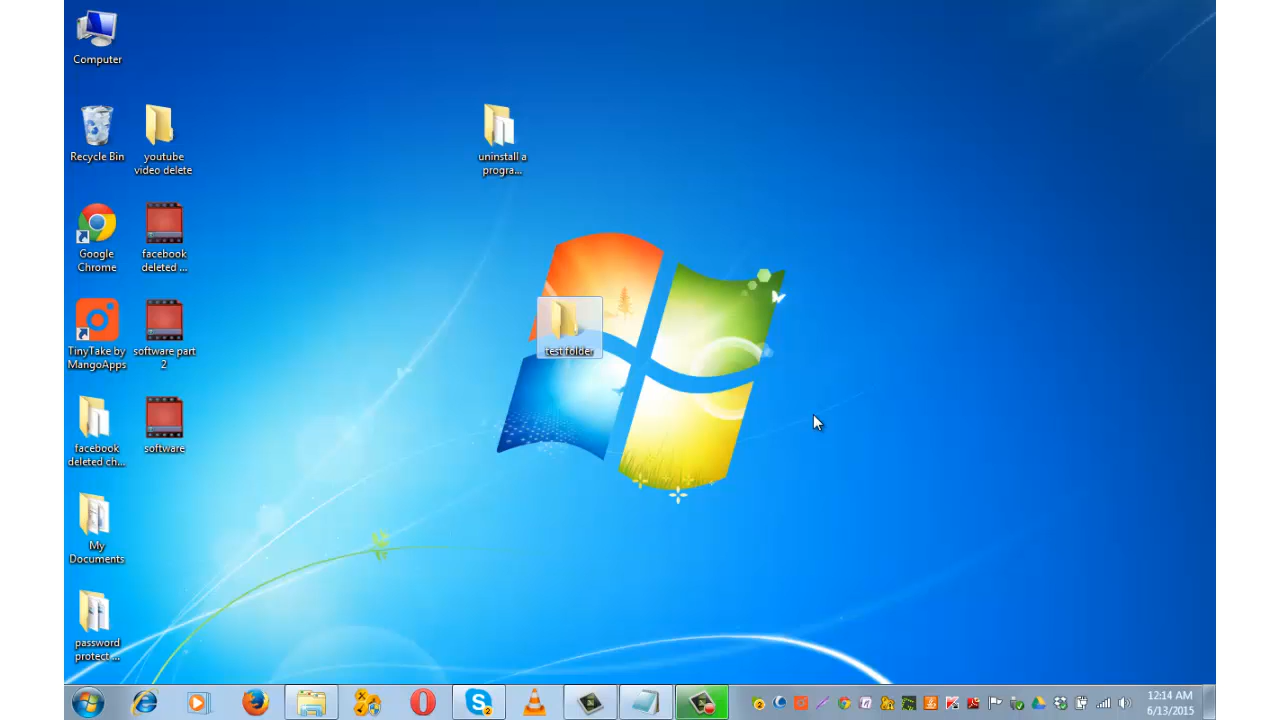 Computer
Recycle Bin
youtube
video delete
uninstall a
progra...
Google
Chrome
facebook
deleted ...
TinyTake by
MangoApps
software part
2
test folder
facebook
deleted ch...
software
My
Documents
password
protect ...
12:14 AM
6/13/2015